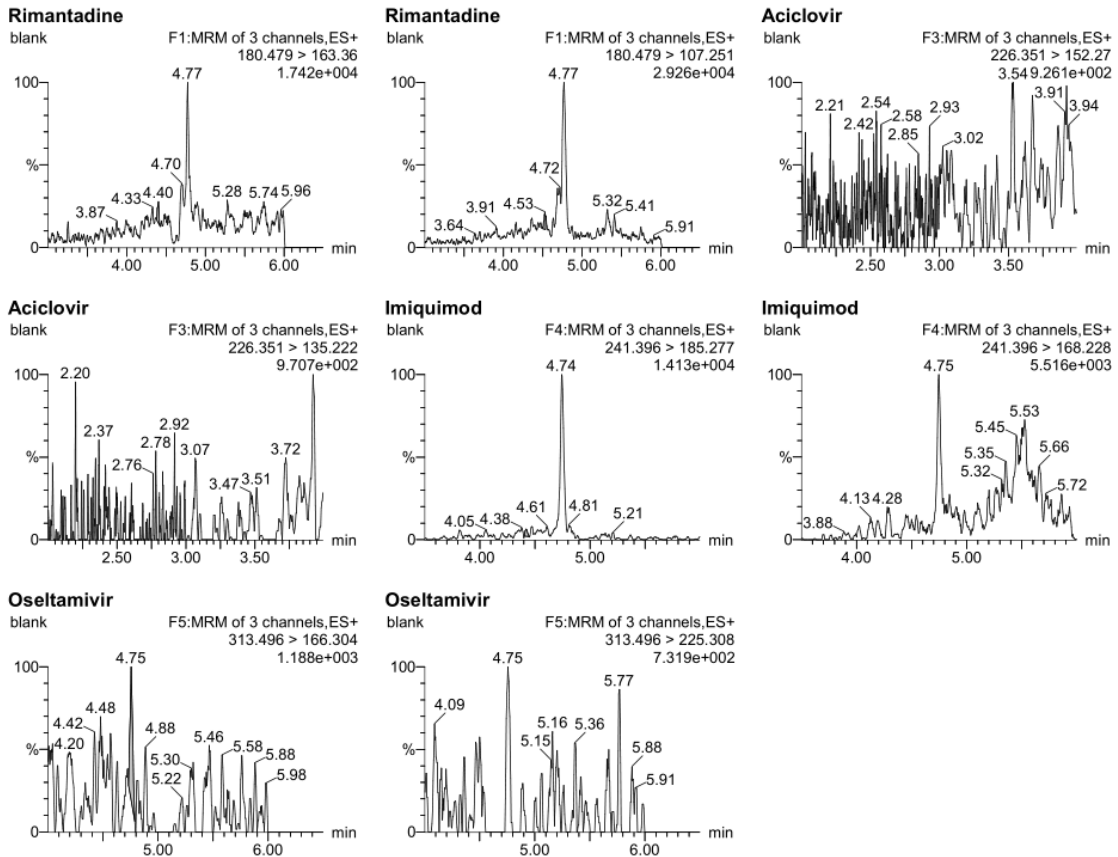 Rimantadine
blank
F1:MRM of 3 channels,ES+
180.479 > 163.36
1.742e+004
100
%
0
4.77
4.70
4.33 4.40
3.87
5.28
5.74
5.96
4.00
5.00
6.00
min
Rimantadine
blank
F1:MRM of 3 channels,ES+
180.479 > 107.251
2.926e+004
100
%
0
4.77
4.72
4.53
3.91
3.64
5.32
5.41
5.91
4.00
5.00
6.00
min
Aciclovir
blank
F3:MRM of 3 channels,ES+
226.351 > 152.27
9.261e+002
100
%
0
3.54
2.21
2.42
2.54
2.58
2.85
2.93
3.02
3.91
3.94
2.50
3.00
3.50
min
Aciclovir
blank
F3:MRM of 3 channels,ES+
226.351 > 135.222
9.707e+002
100
%
0
2.20
2.37
2.76
2.78
2.92
3.07
3.47
3.51
3.72
2.50
3.00
3.50
min
Imiquimod
blank
F4:MRM of 3 channels,ES+
241.396 > 185.277
1.413e+004
100
%
0
4.74
4.05
4.38
4.61
4.81
5.21
4.00
5.00
min
Imiquimod
blank
F4:MRM of 3 channels,ES+
241.396 > 168.228
5.516e+003
100
%
0
4.75
3.88
4.13
4.28
5.32
5.35
5.45
5.53
5.66
5.72
4.00
5.00
min
Oseltamivir
blank
F5:MRM of 3 channels,ES+
313.496 > 166.304
1.188e+003
100
%
0
4.75
4.20
4.42
4.48
4.88
5.22
5.30
5.46
5.58
5.88
5.98
5.00
6.00
min
Oseltamivir
blank
F5:MRM of 3 channels,ES+
313.496 > 225.308
7.319e+002
100
%
0
4.75
4.09
5.15
5.16
5.36
5.77
5.88
5.91
4.00
5.00
6.00
min